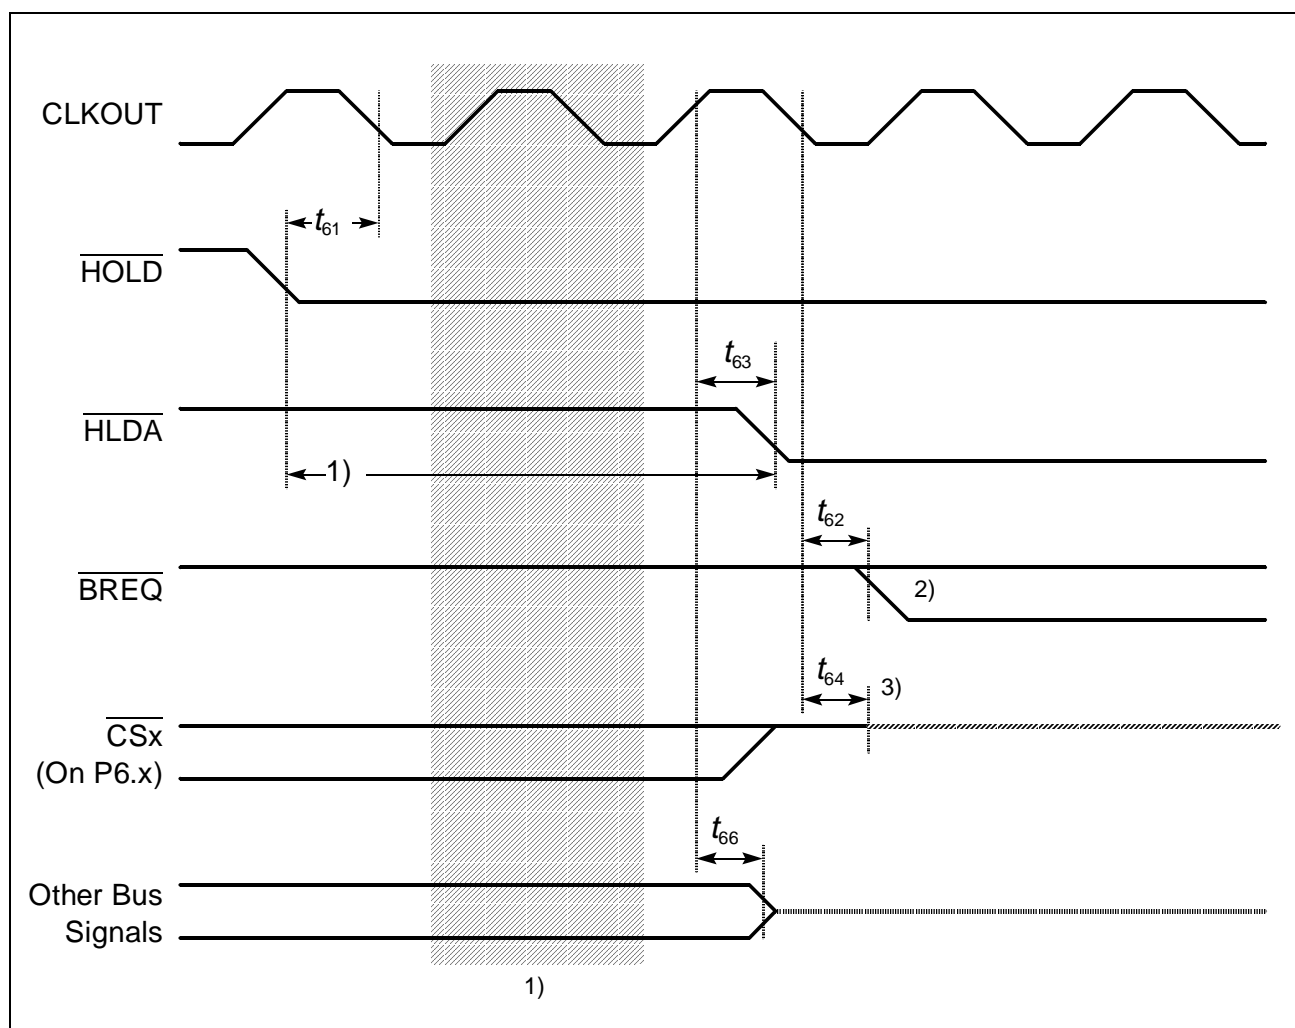 CLKOUT
t61
HOLD
t63
HLDA
1)
t62
BREQ
2)
t64
3)
CSx
(On P6.x)
t66
Other Bus
Signals
1)